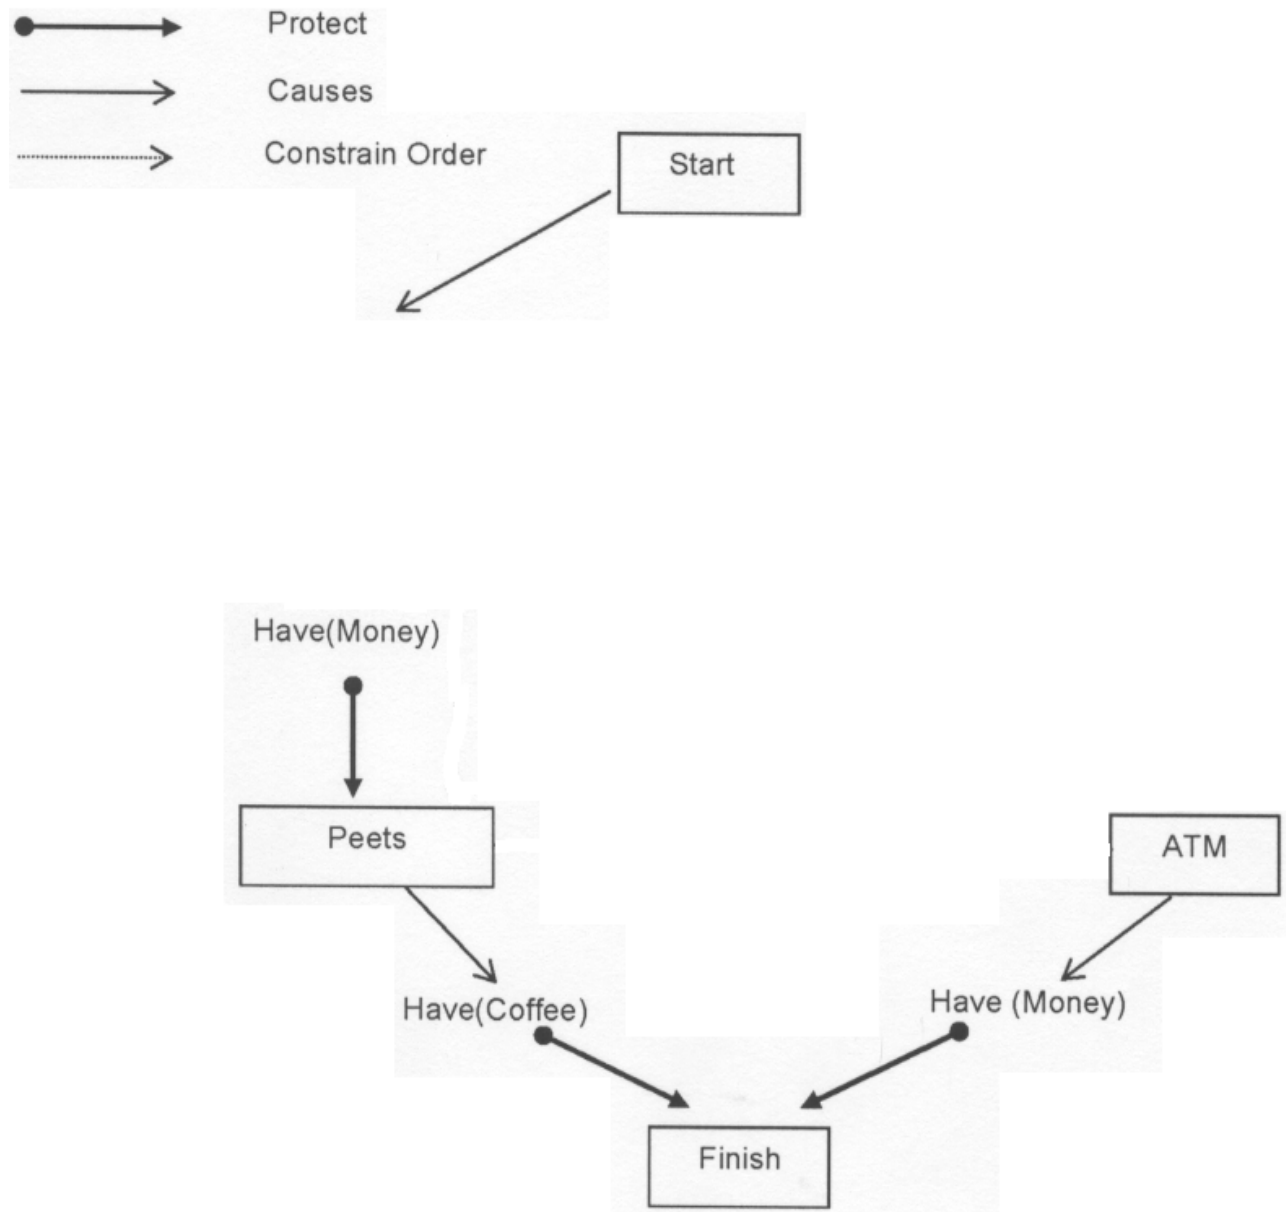 Protect
Causes
Constrain Order
Start
Have(Money)
Peets
ATM
Have(Coffee)
Have (Money)
Finish